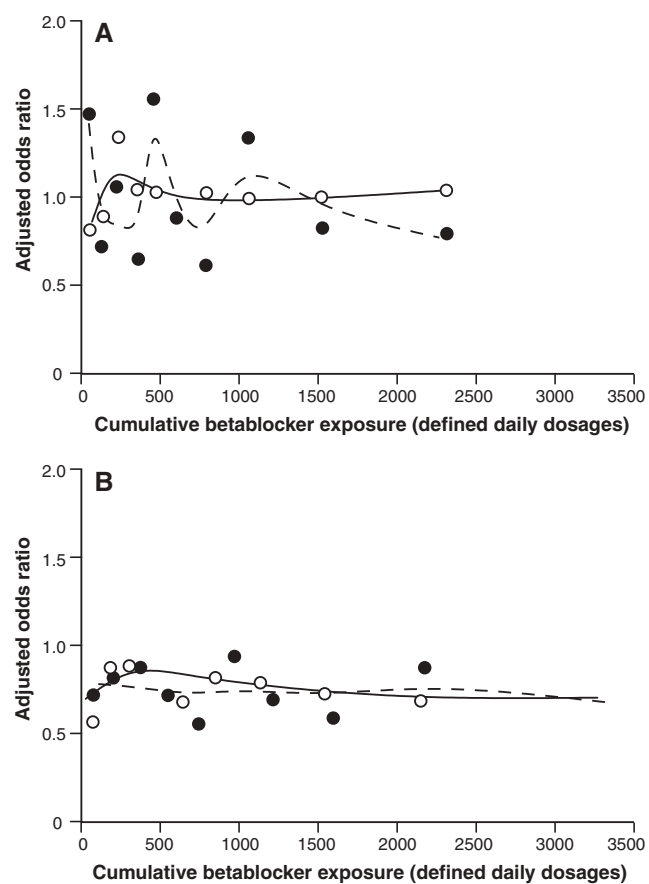 A
2.0
1.5
1.0
0.5
0
Adjusted odds ratio
0 500 1000 1500 2000 2500 3000 3500
Cumulative betablocker exposure (defined daily dosages)
B
2.0
1.5
1.0
0.5
0
Adjusted odds ratio
0 500 1000 1500 2000 2500 3000 3500
Cumulative betablocker exposure (defined daily dosages)